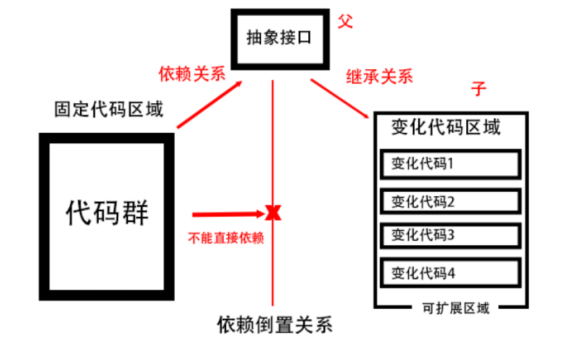 抽象接口
父
依赖关系
继承关系
子
固定代码区域
变化代码区域
代码群
变化代码1
变化代码2
变化代码3
变化代码4
不能直接依赖
可扩展区域
依赖倒置关系